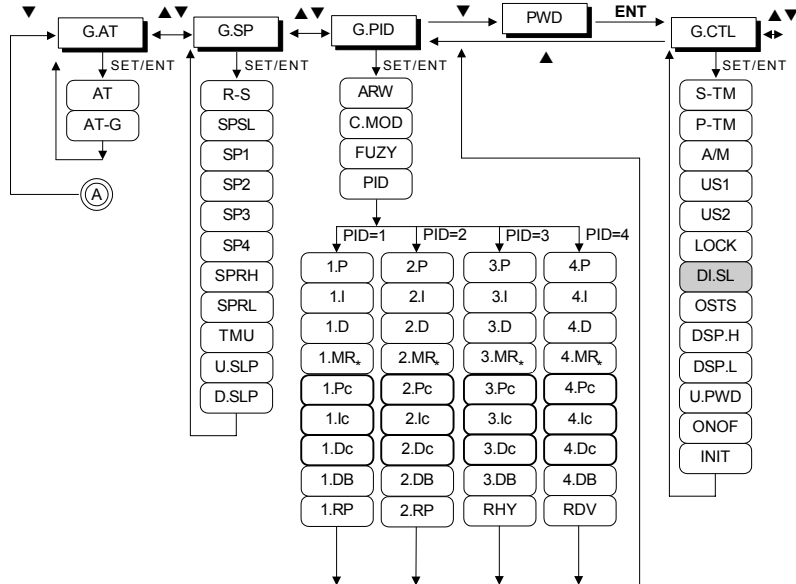 ▼ G.AT ▲▼ G.SP ▲▼ G.PID ▼ PWD ENT G.CTL ▲▼
▲
SET/ENT SET/ENT SET/ENT SET/ENT
AT
AT-G
A
R-S
SPSL
SP1
SP2
SP3
SP4
SPRH
SPRL
TMU
U.SLP
D.SLP
ARW
C.MOD
FUZY
PID
PID=1 PID=2 PID=3 PID=4
1.P 2.P 3.P 4.P
1.I 2.I 3.I 4.I
1.D 2.D 3.D 4.D
1.MR* 2.MR* 3.MR* 4.MR*
1.Pc 2.Pc 3.Pc 4.Pc
1.Ic 2.Ic 3.Ic 4.Ic
1.Dc 2.Dc 3.Dc 4.Dc
1.DB 2.DB 3.DB 4.DB
1.RP 2.RP RHY RDV
S-TM
P-TM
A/M
US1
US2
LOCK
DI.SL
OSTS
DSP.H
DSP.L
U.PWD
ONOF
INIT